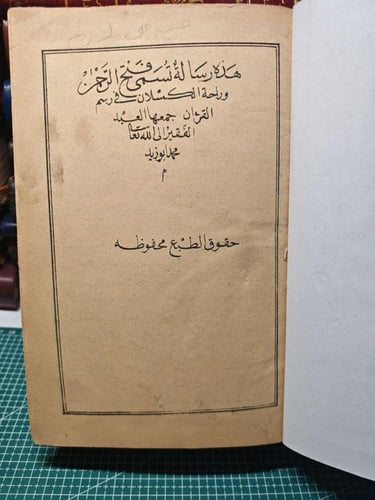 هذه رسالة تسمى فتح الرحمن
وراحة الكسلان في رسم
القرءان جمعها العبد
الفقير الى الله تعالى
محمد ابو زيد
م
حقوق الطبع محفوظه